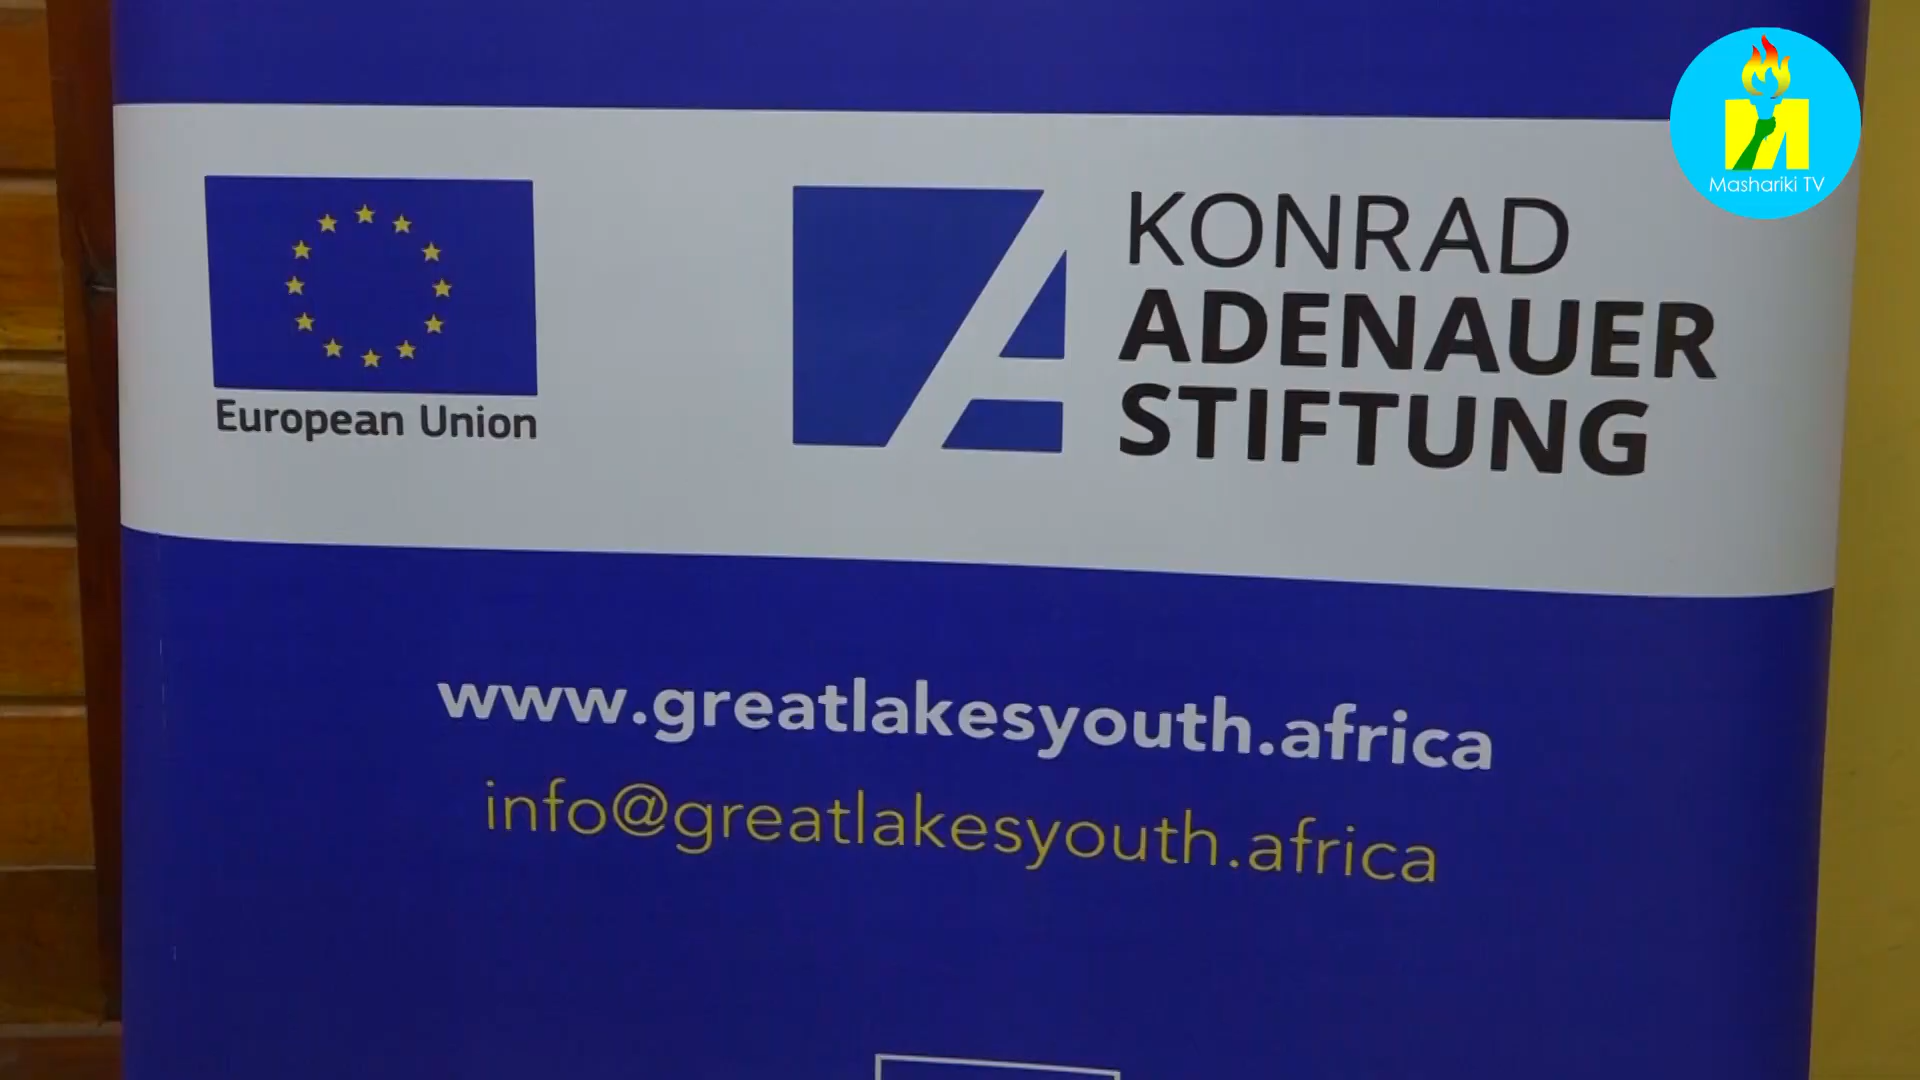 Mashariki TV
European Union
KONRAD
ADENAUER
STIFTUNG
www.greatlakesyouth.africa
info@greatlakesyouth.africa